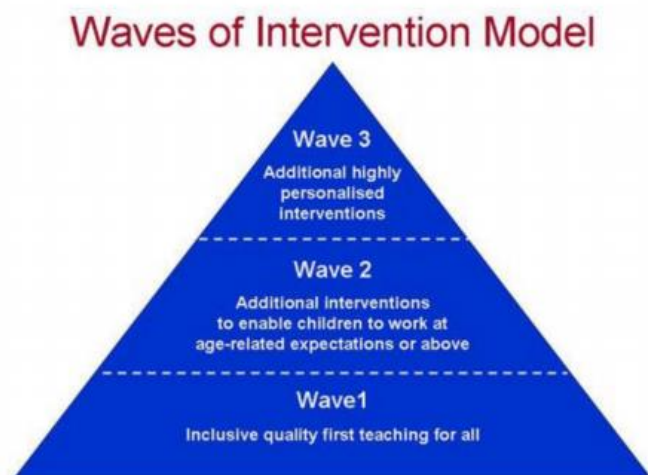 Waves of Intervention Model
Wave 3
Additional highly
personalised
interventions
Wave 2
Additional interventions
to enable children to work at
age-related expectations or above
Wave1
Inclusive quality first teaching for all